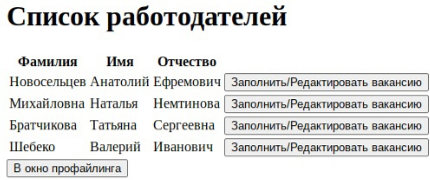 Список работодателей
Фамилия Имя Отчество
Новосельцев Анатолий Ефремович Заполнить/Редактировать вакансию
Михайловна Наталья Немтинова Заполнить/Редактировать вакансию
Братчикова Татьяна Сергеевна Заполнить/Редактировать вакансию
Шебеко Валерий Иванович Заполнить/Редактировать вакансию
В окно профайлинга